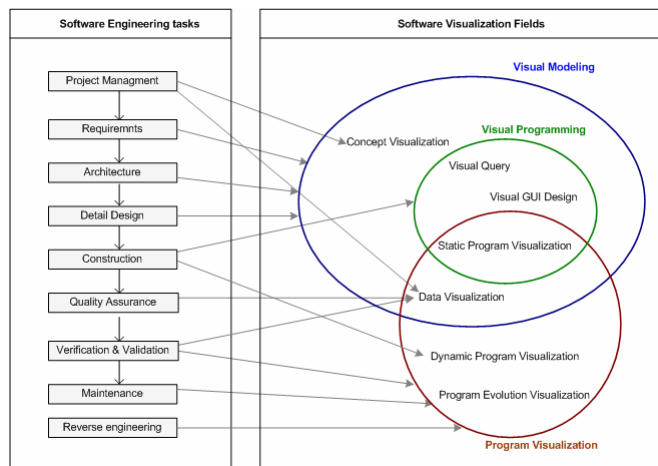 Software Engineering tasks
Software Visualization Fields
Project Managment
Requiremnts
Architecture
Detail Design
Construction
Quality Assurance
Verification & Validation
Maintenance
Reverse engineering
Visual Modeling
Concept Visualization
Visual Programming
Visual Query
Visual GUI Design
Static Program Visualization
Data Visualization
Dynamic Program Visualization
Program Evolution Visualization
Program Visualization